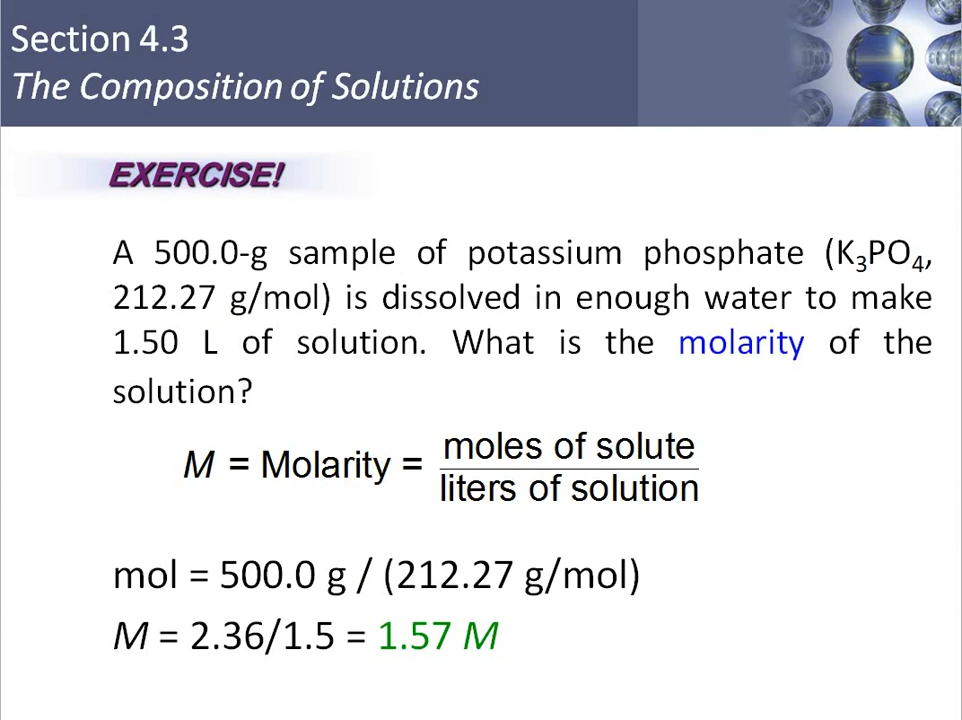 Section 4.3
The Composition of Solutions
EXERCISE!
A 500.0-g sample of potassium phosphate (K₃PO₄,
212.27 g/mol) is dissolved in enough water to make
1.50 L of solution. What is the molarity of the
solution?
M = Molarity = moles of solute
liters of solution
mol = 500.0 g / (212.27 g/mol)
M = 2.36/1.5 = 1.57 M